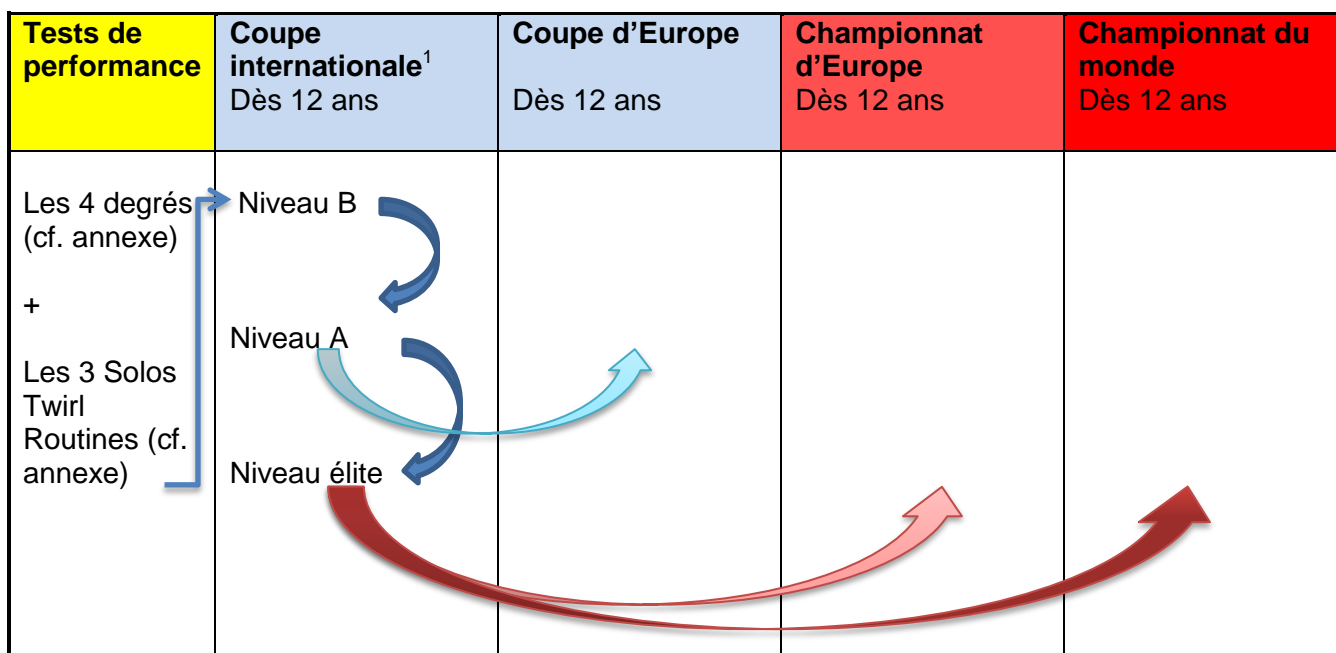 Tests de
performance
Coupe
internationale¹
Dès 12 ans
Coupe d’Europe
Dès 12 ans
Championnat
d’Europe
Dès 12 ans
Championnat du
monde
Dès 12 ans
Les 4 degrés
(cf. annexe)
+
Les 3 Solos
Twirl
Routines (cf.
annexe)
Niveau B
Niveau A
Niveau élite